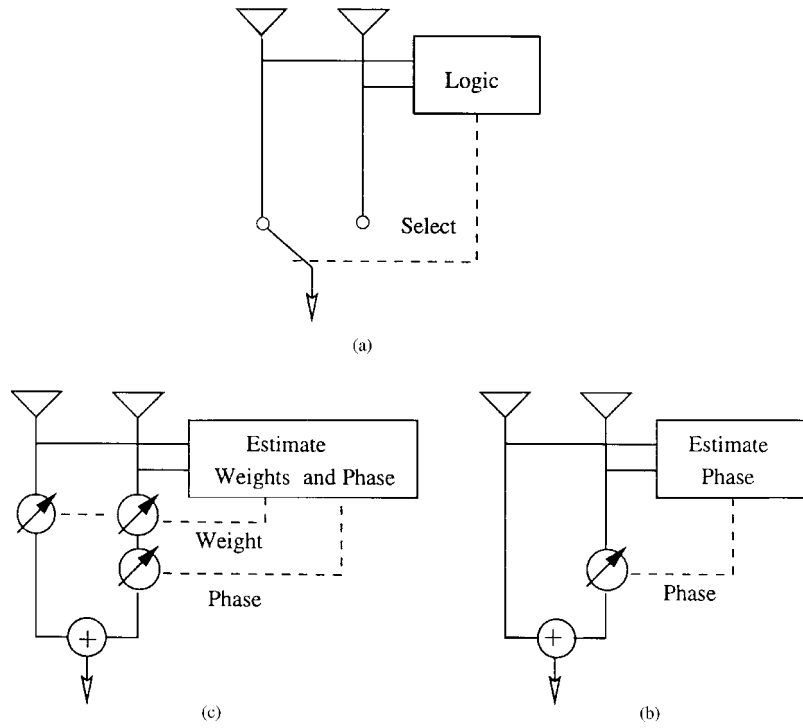 Logic
Select
(a)
Estimate
Weights and Phase
Weight
Phase
+
(c)
Estimate
Phase
Phase
+
(b)